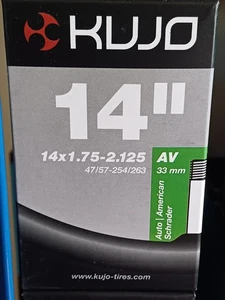 KUJO
14"
14x1.75-2.125
47/57-254/263
AV
33 mm
Auto | American
Schrader
www.kujo-tires.com